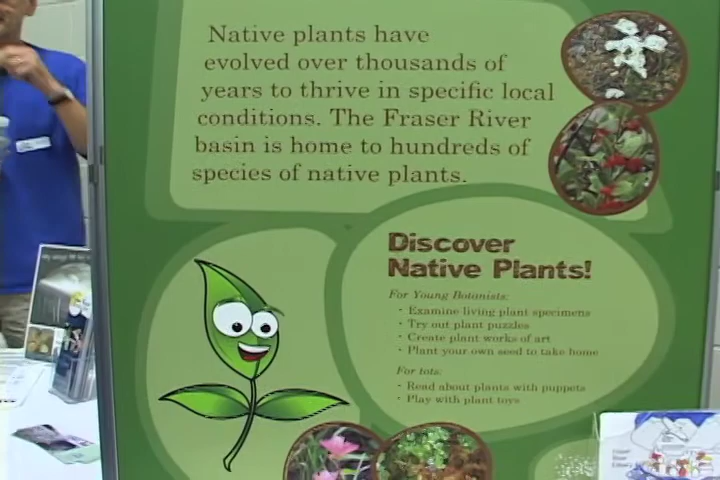 Native plants have
evolved over thousands of
years to thrive in specific local
conditions. The Fraser River
basin is home to hundreds of
species of native plants.
Discover
Native Plants!
For Young Botanists:
- Examine living plant specimens
- Try out plant puzzles
- Create plant works of art
- Plant your own seed to take home
For tots:
- Read about plants with puppets
- Play with plant toys